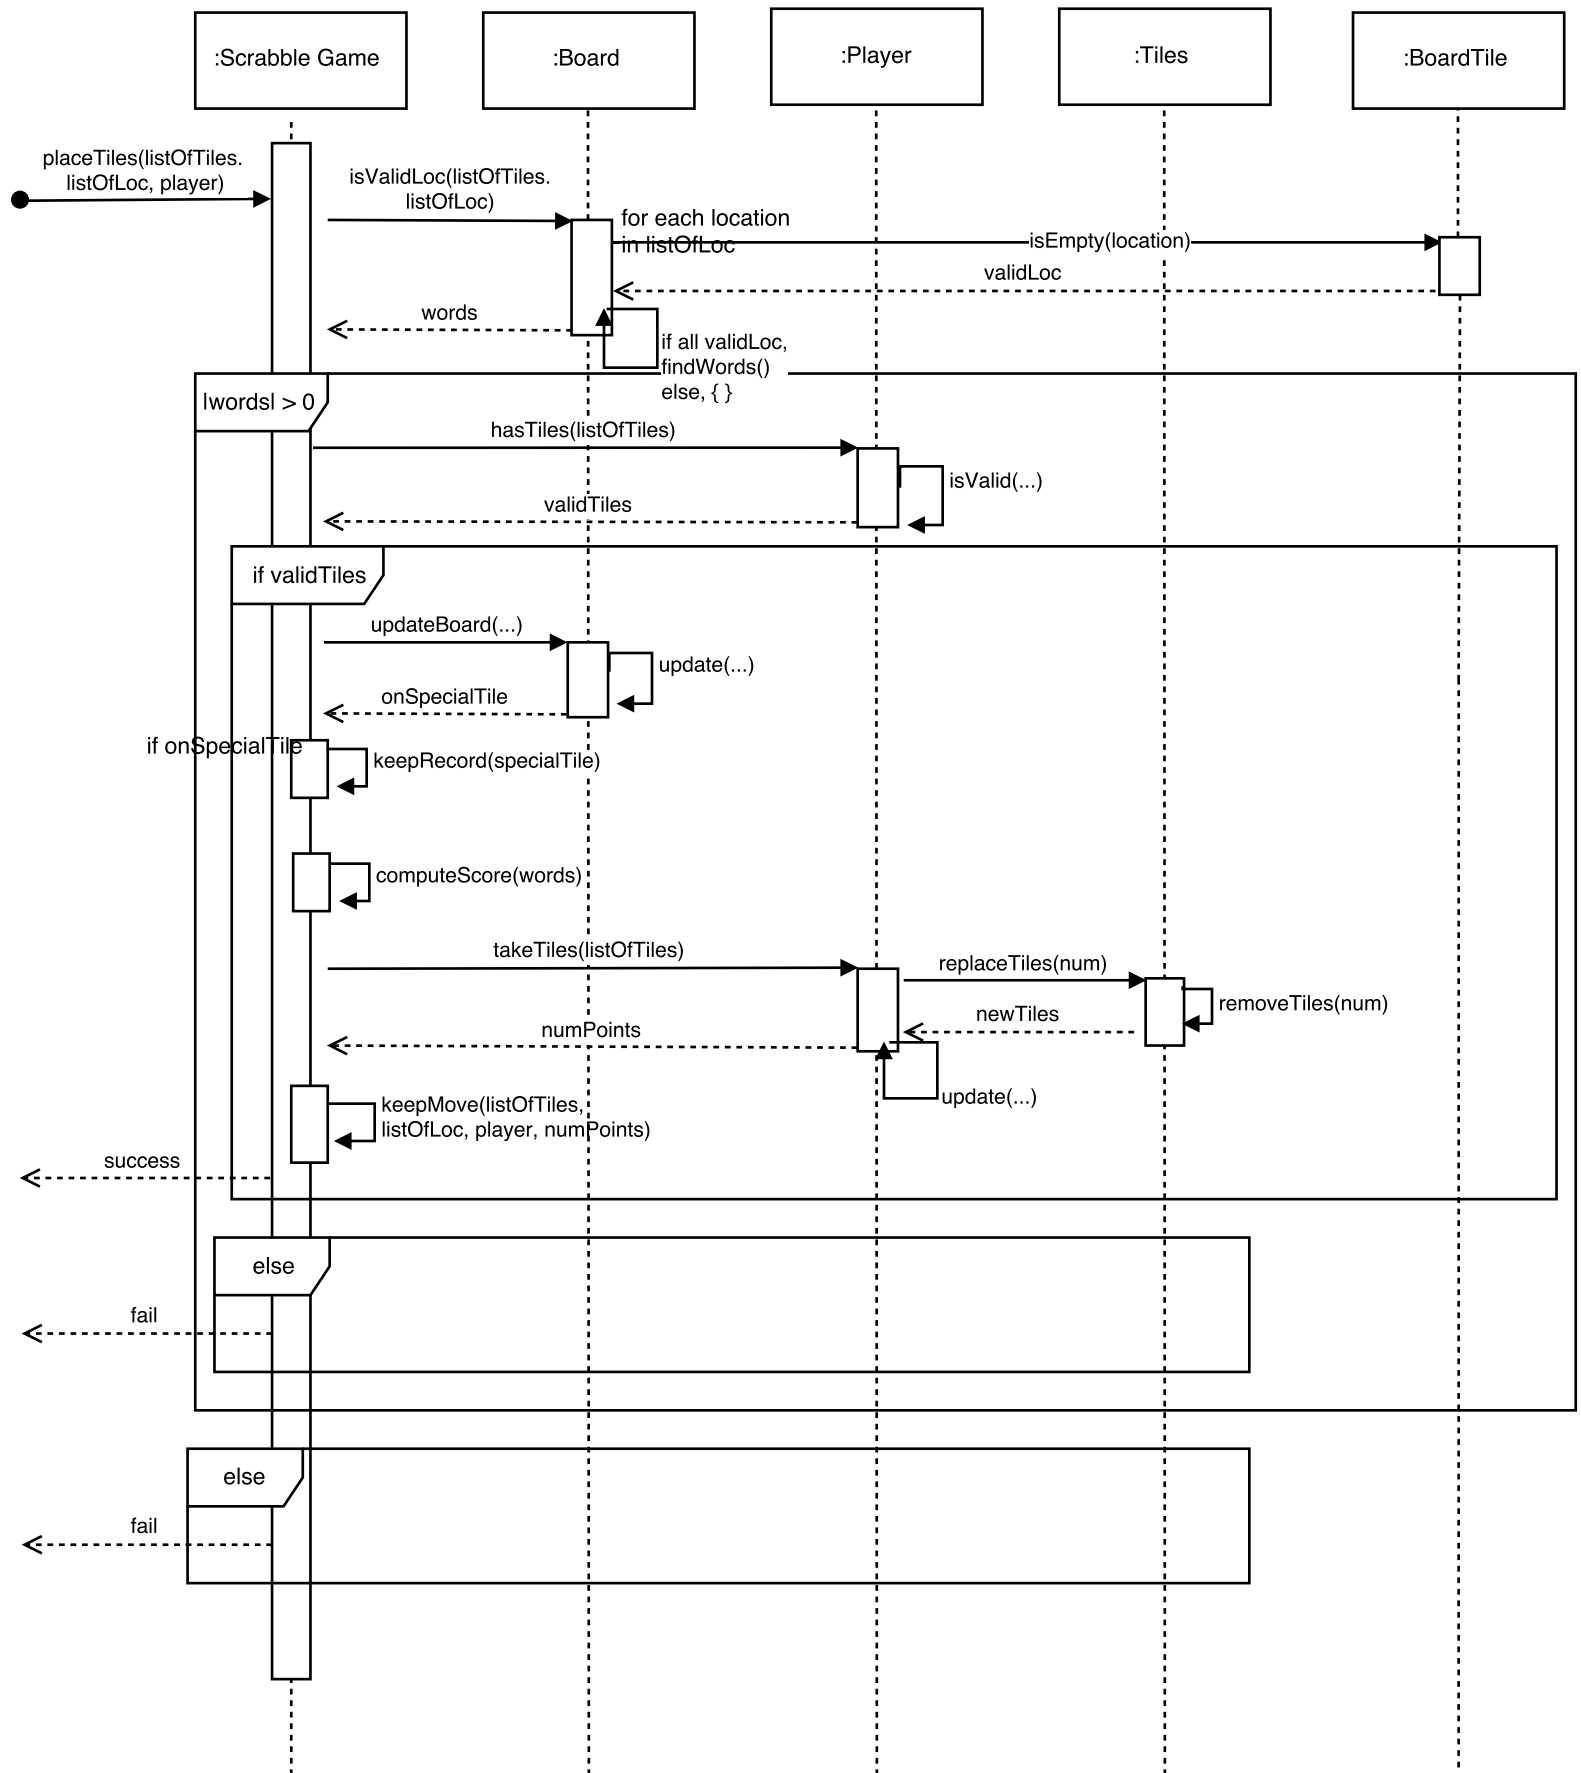 :Scrabble Game
:Board
:Player
:Tiles
:BoardTile
placeTiles(listOfTiles.
listOfLoc, player)
isValidLoc(listOfTiles.
listOfLoc)
for each location
in listOfLoc
isEmpty(location)
validLoc
words
if all validLoc,
findWords()
else, { }
|words| > 0
hasTiles(listOfTiles)
isValid(...)
validTiles
if validTiles
updateBoard(...)
update(...)
onSpecialTile
if onSpecialTile
keepRecord(specialTile)
computeScore(words)
takeTiles(listOfTiles)
replaceTiles(num)
removeTiles(num)
newTiles
numPoints
update(...)
keepMove(listOfTiles,
listOfLoc, player, numPoints)
success
else
fail
else
fail